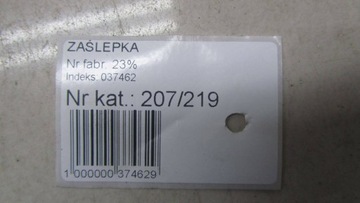 ZAŚLEPKA
Nr fabr. 23%
Indeks. 037462
Nr kat.: 207/219
1 000000 374629